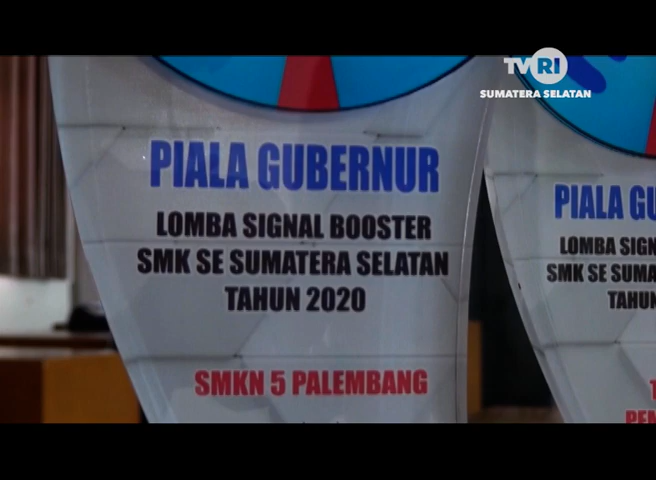 TVRI
SUMATERA SELATAN
PIALA GUBERNUR
LOMBA SIGNAL BOOSTER
SMK SE SUMATERA SELATAN
TAHUN 2020
SMKN 5 PALEMBANG
PIALA GU
LOMBA SIGN
SMK SE SUMA
TAHUN